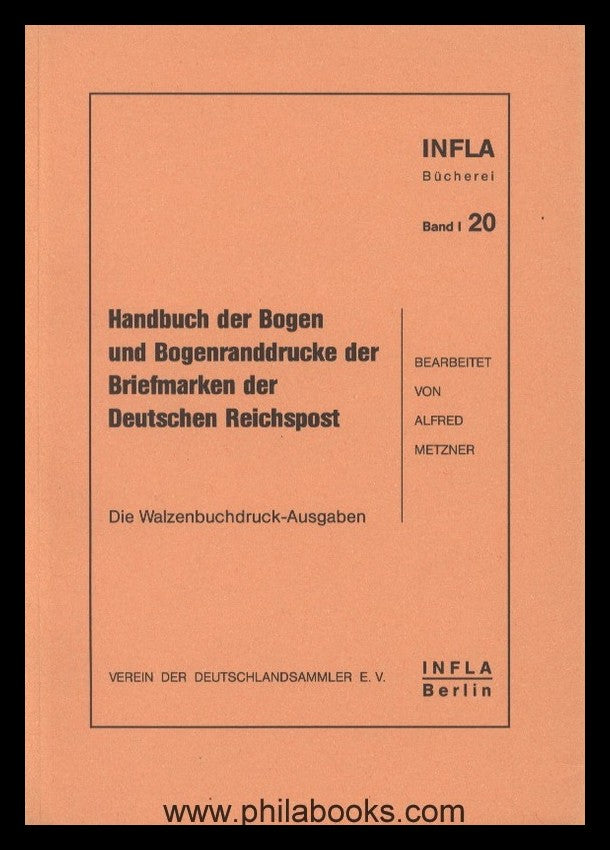 INFLA
Bücherei
Band I 20
Handbuch der Bogen
und Bogenranddrucke der
Briefmarken der
Deutschen Reichspost
BEARBEITET
VON
ALFRED
METZNER
Die Walzenbuchdruck-Ausgaben
VEREIN DER DEUTSCHLANDSAMMLER E. V.
INFLA
Berlin
www.philabooks.com